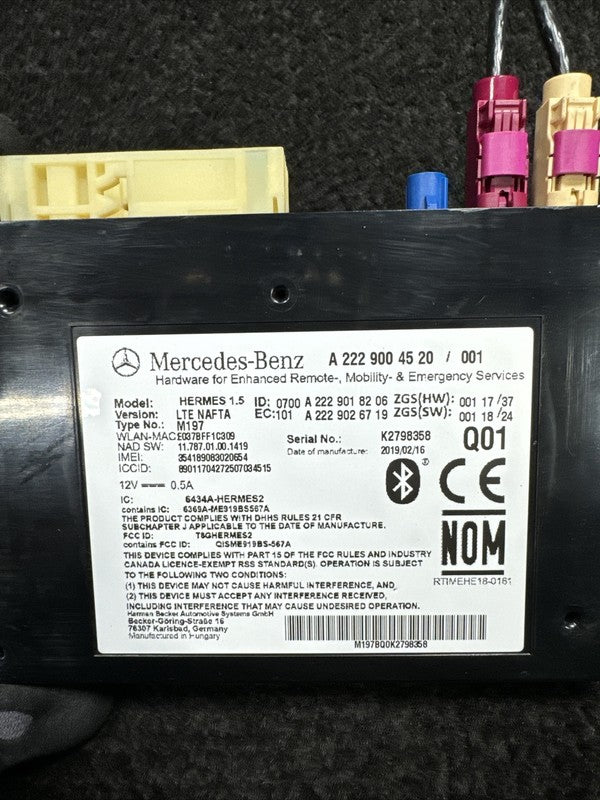 Mercedes-Benz A 222 900 45 20 / 001
Hardware for Enhanced Remote-, Mobility- & Emergency Services
Model: HERMES 1.5 ID: 0700 A 222 901 82 06 ZGS(HW): 001 17/37
Version: LTE NAFTA EC:101 A 222 902 67 19 ZGS(SW): 001 18/24
Type No.: M197
WLAN-MAC:E0378FF1C309 Serial No.: K2798358 Q01
NAD SW: 11.787.01.00.1419 Date of manufacture: 2019/02/16
IMEI: 354189083020654
ICCID: 89011704272507034515
12V 0.5A
IC: 6434A-HERMES2
contains IC: 6369A-ME919BS567A
THE PRODUCT COMPLIES WITH DHHS RULES 21 CFR
SUBCHAPTER J APPLICABLE TO THE DATE OF MANUFACTURE.
FCC ID: T8GHERMES2
contains FCC ID: QISME919BS-567A
CE
NOM
RTIMEHE18-0161
THIS DEVICE COMPLIES WITH PART 15 OF THE FCC RULES AND INDUSTRY
CANADA LICENCE-EXEMPT RSS STANDARD(S). OPERATION IS SUBJECT
TO THE FOLLOWING TWO CONDITIONS:
(1) THIS DEVICE MAY NOT CAUSE HARMFUL INTERFERENCE, AND
(2) THIS DEVICE MUST ACCEPT ANY INTERFERENCE RECEIVED,
INCLUDING INTERFERENCE THAT MAY CAUSE UNDESIRED OPERATION.
Harman Becker Automotive Systems GmbH
Becker-Göring-Straße 16
76307 Karlsbad, Germany
Manufactured in Hungary
M197BQ0K2798358